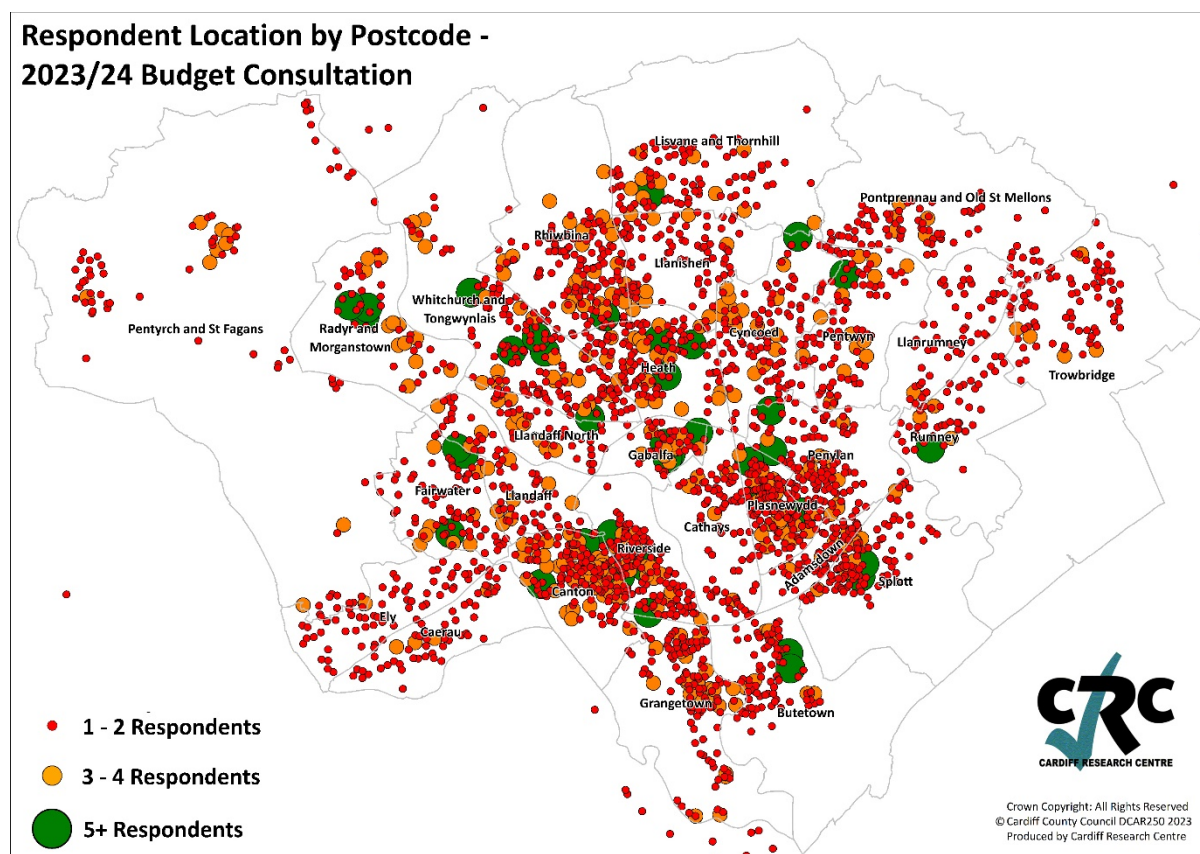 Respondent Location by Postcode -
2023/24 Budget Consultation
Lisvane and Thornhill
Pontprennau and Old St Mellons
Rhiwbina
Llanishen
Whitchurch and
Tongwynlais
Pentyrch and St Fagans
Radyr and
Morganstown
Cyncoed
Pentwyn
Llanrumney
Heath
Trowbridge
Llandaff North
Gabalfa
Rumney
Penylan
Fairwater
Llandaff
Plasnewydd
Cathays
Riverside
Adamsdown
Splott
Canton
Ely
Caerau
Grangetown
Butetown
1 - 2 Respondents
3 - 4 Respondents
5+ Respondents
CRC
CARDIFF RESEARCH CENTRE
Crown Copyright: All Rights Reserved
© Cardiff County Council DCAR250 2023
Produced by Cardiff Research Centre